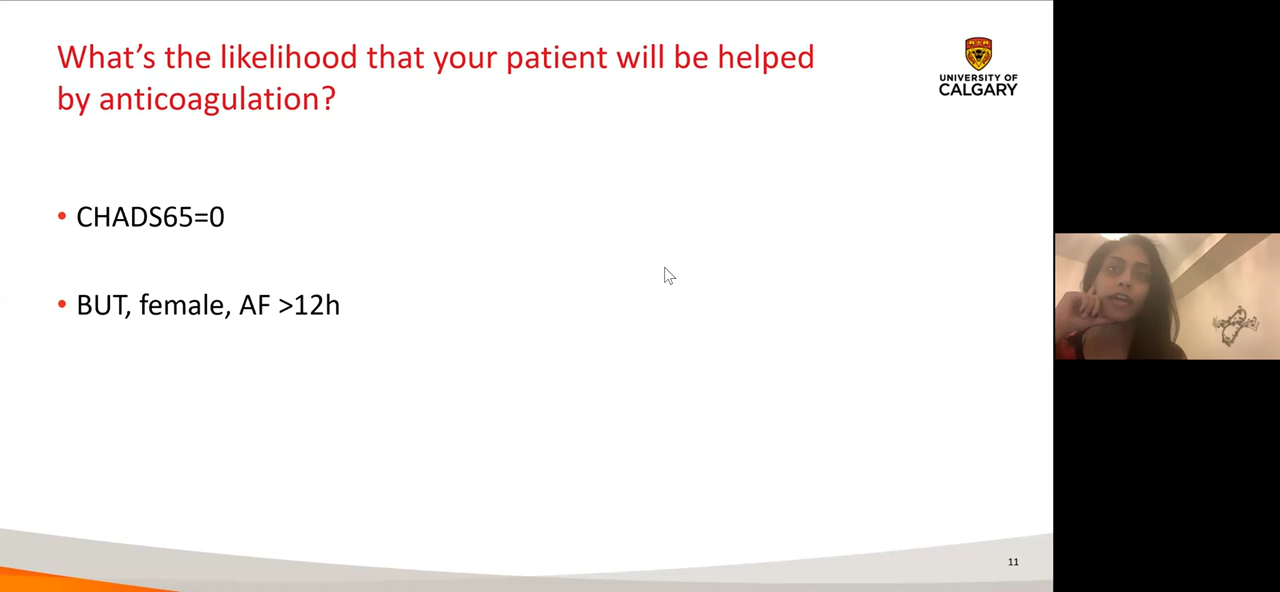 What's the likelihood that your patient will be helped
by anticoagulation?
UNIVERSITY OF
CALGARY
• CHADS65=0
• BUT, female, AF >12h
11